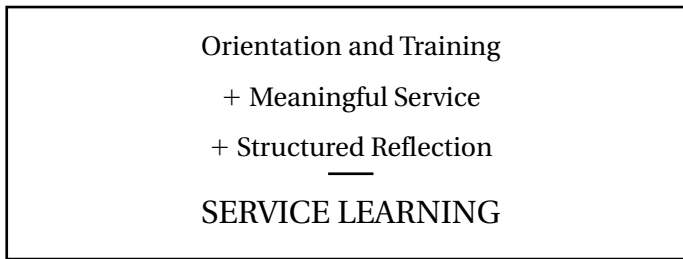 Orientation and Training
+ Meaningful Service
+ Structured Reflection
SERVICE LEARNING